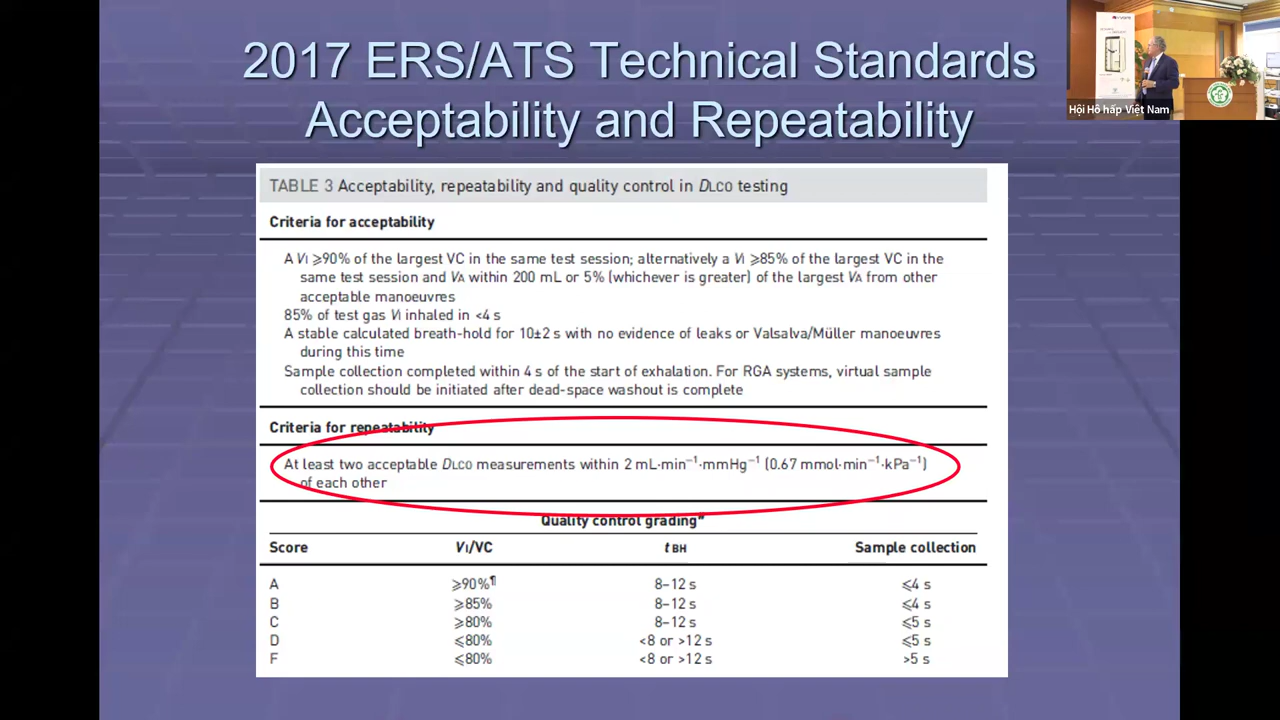 2017 ERS/ATS Technical Standards
Acceptability and Repeatability
Hội Hô hấp Việt Nam
TABLE 3 Acceptability, repeatability and quality control in DLCO testing
Criteria for acceptability
A VI ⩾90% of the largest VC in the same test session; alternatively a VI ⩾85% of the largest VC in the
same test session and VA within 200 mL or 5% (whichever is greater) of the largest VA from other
acceptable manoeuvres
85% of test gas VI inhaled in <4 s
A stable calculated breath-hold for 10±2 s with no evidence of leaks or Valsalva/Müller manoeuvres
during this time
Sample collection completed within 4 s of the start of exhalation. For RGA systems, virtual sample
collection should be initiated after dead-space washout is complete
Criteria for repeatability
At least two acceptable DLCO measurements within 2 mL·min⁻¹·mmHg⁻¹ (0.67 mmol·min⁻¹·kPa⁻¹)
of each other
Quality control grading#
Score VI/VC tBH Sample collection
A ⩾90%¶ 8–12 s ⩽4 s
B ⩾85% 8–12 s ⩽4 s
C ⩾80% 8–12 s ⩽5 s
D ⩽80% <8 or >12 s ⩽5 s
F ⩽80% <8 or >12 s >5 s